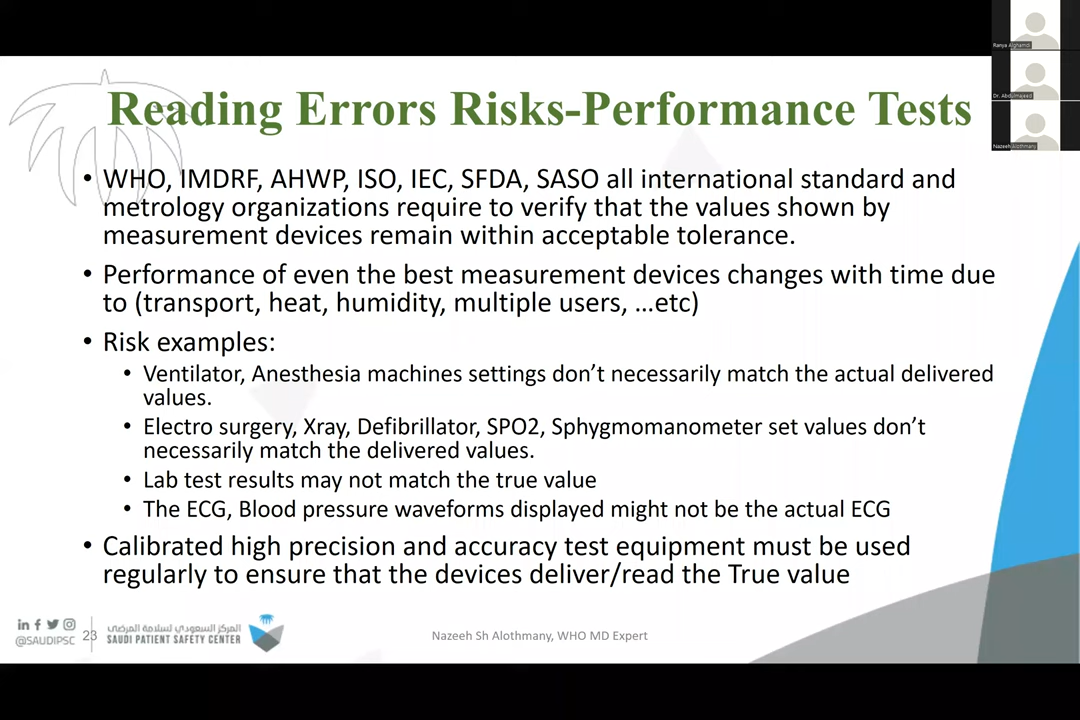 Reading Errors Risks-Performance Tests
• WHO, IMDRF, AHWP, ISO, IEC, SFDA, SASO all international standard and
metrology organizations require to verify that the values shown by
measurement devices remain within acceptable tolerance.
• Performance of even the best measurement devices changes with time due
to (transport, heat, humidity, multiple users, …etc)
• Risk examples:
• Ventilator, Anesthesia machines settings don’t necessarily match the actual delivered
values.
• Electro surgery, Xray, Defibrillator, SPO2, Sphygmomanometer set values don’t
necessarily match the delivered values.
• Lab test results may not match the true value
• The ECG, Blood pressure waveforms displayed might not be the actual ECG
• Calibrated high precision and accuracy test equipment must be used
regularly to ensure that the devices deliver/read the True value
@SAUDIPSC
23
المركز السعودي لسلامة المرضى
SAUDI PATIENT SAFETY CENTER
Nazeeh Sh Alothmany, WHO MD Expert
Ranya Alghamdi
Dr. Abdulmajeed
Nazeeh Alothmany